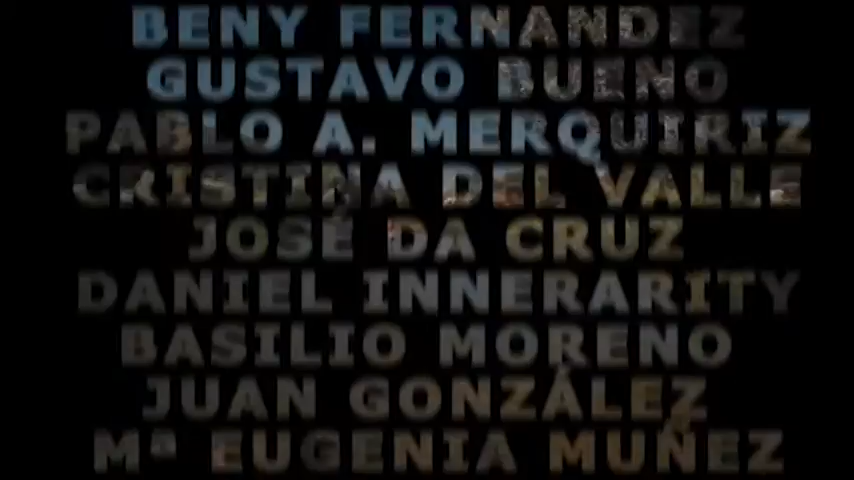 BENY FERNANDEZ
GUSTAVO BUENO
PABLO A. MERQUIRIZ
CRISTINA DEL VALLE
JOSÉ DA CRUZ
DANIEL INNERARITY
BASILIO MORENO
JUAN GONZÁLEZ
Mª EUGENIA MUÑEZ